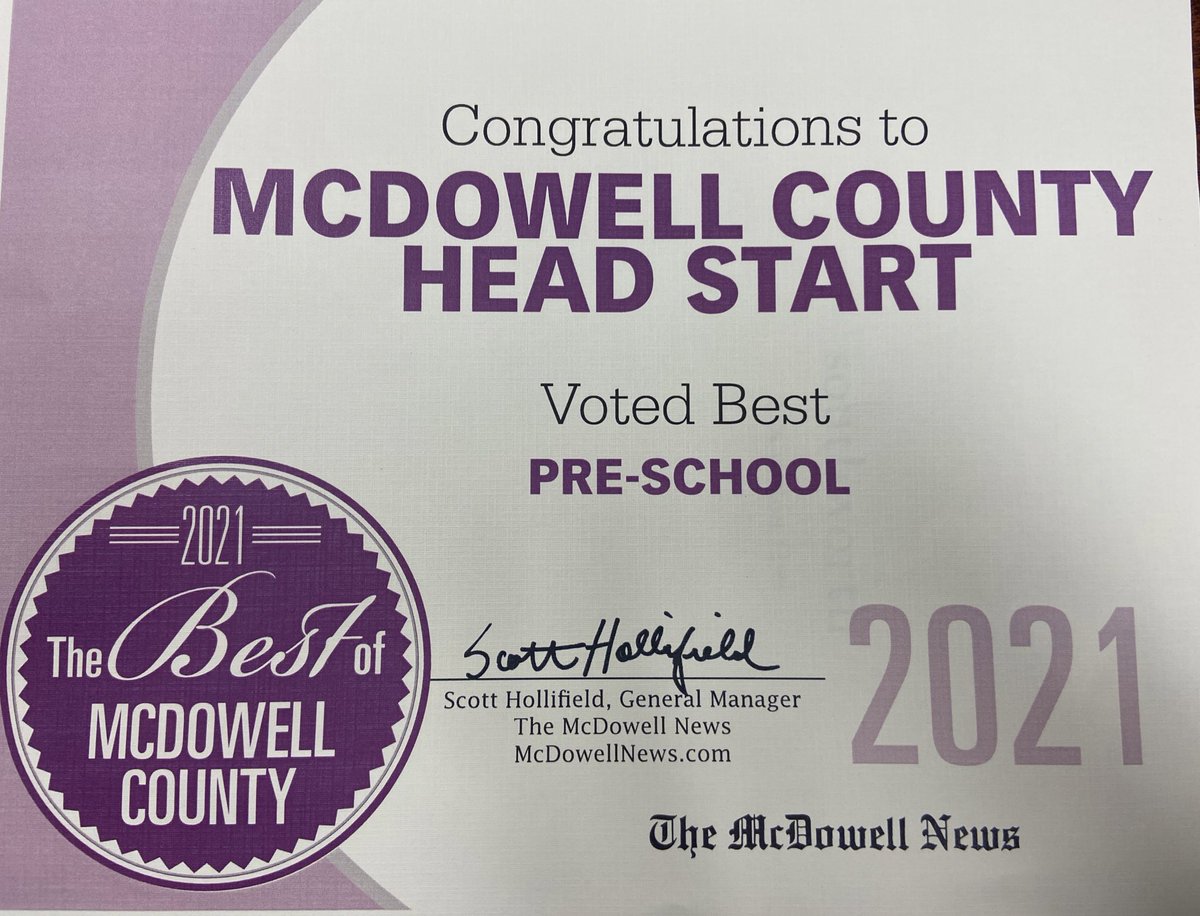 Congratulations to
MCDOWELL COUNTY
HEAD START
Voted Best
PRE-SCHOOL
2021
The Best of
MCDOWELL
COUNTY
Scott Hollifield
Scott Hollifield, General Manager
The McDowell News
McDowellNews.com
2021
The McDowell News